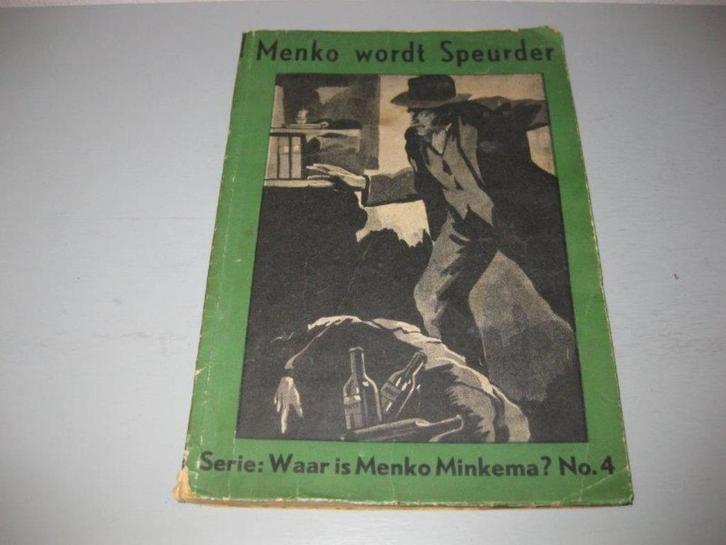 Menko wordt Speurder
Serie: Waar is Menko Minkema? No. 4